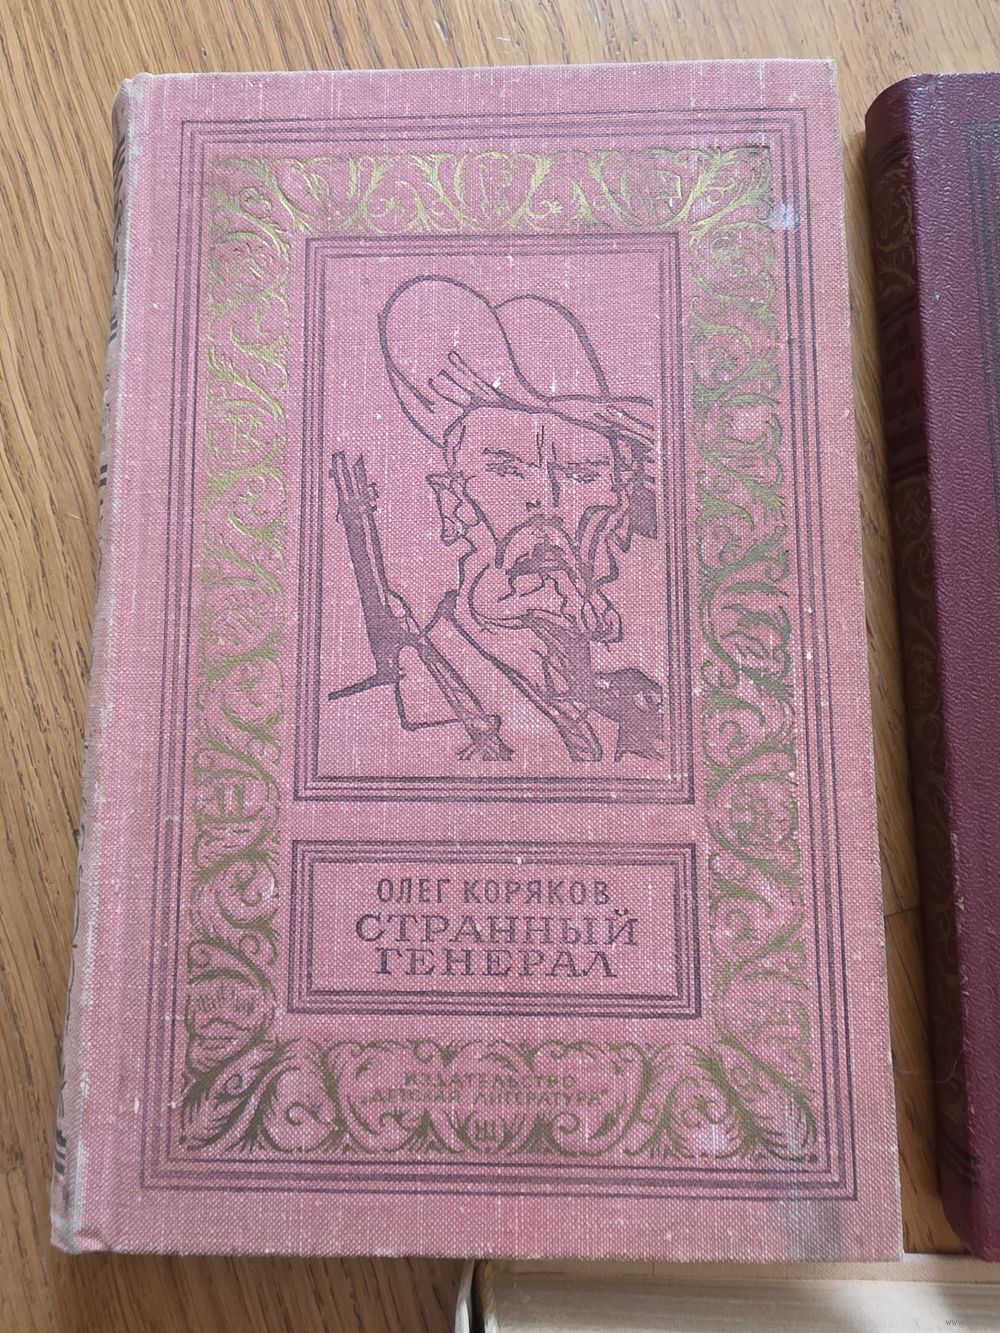 ОЛЕГ КОРЯКОВ
СТРАННЫЙ
ГЕНЕРАЛ
ИЗДАТЕЛЬСТВО
„ДЕТСКАЯ ЛИТЕРАТУРА"